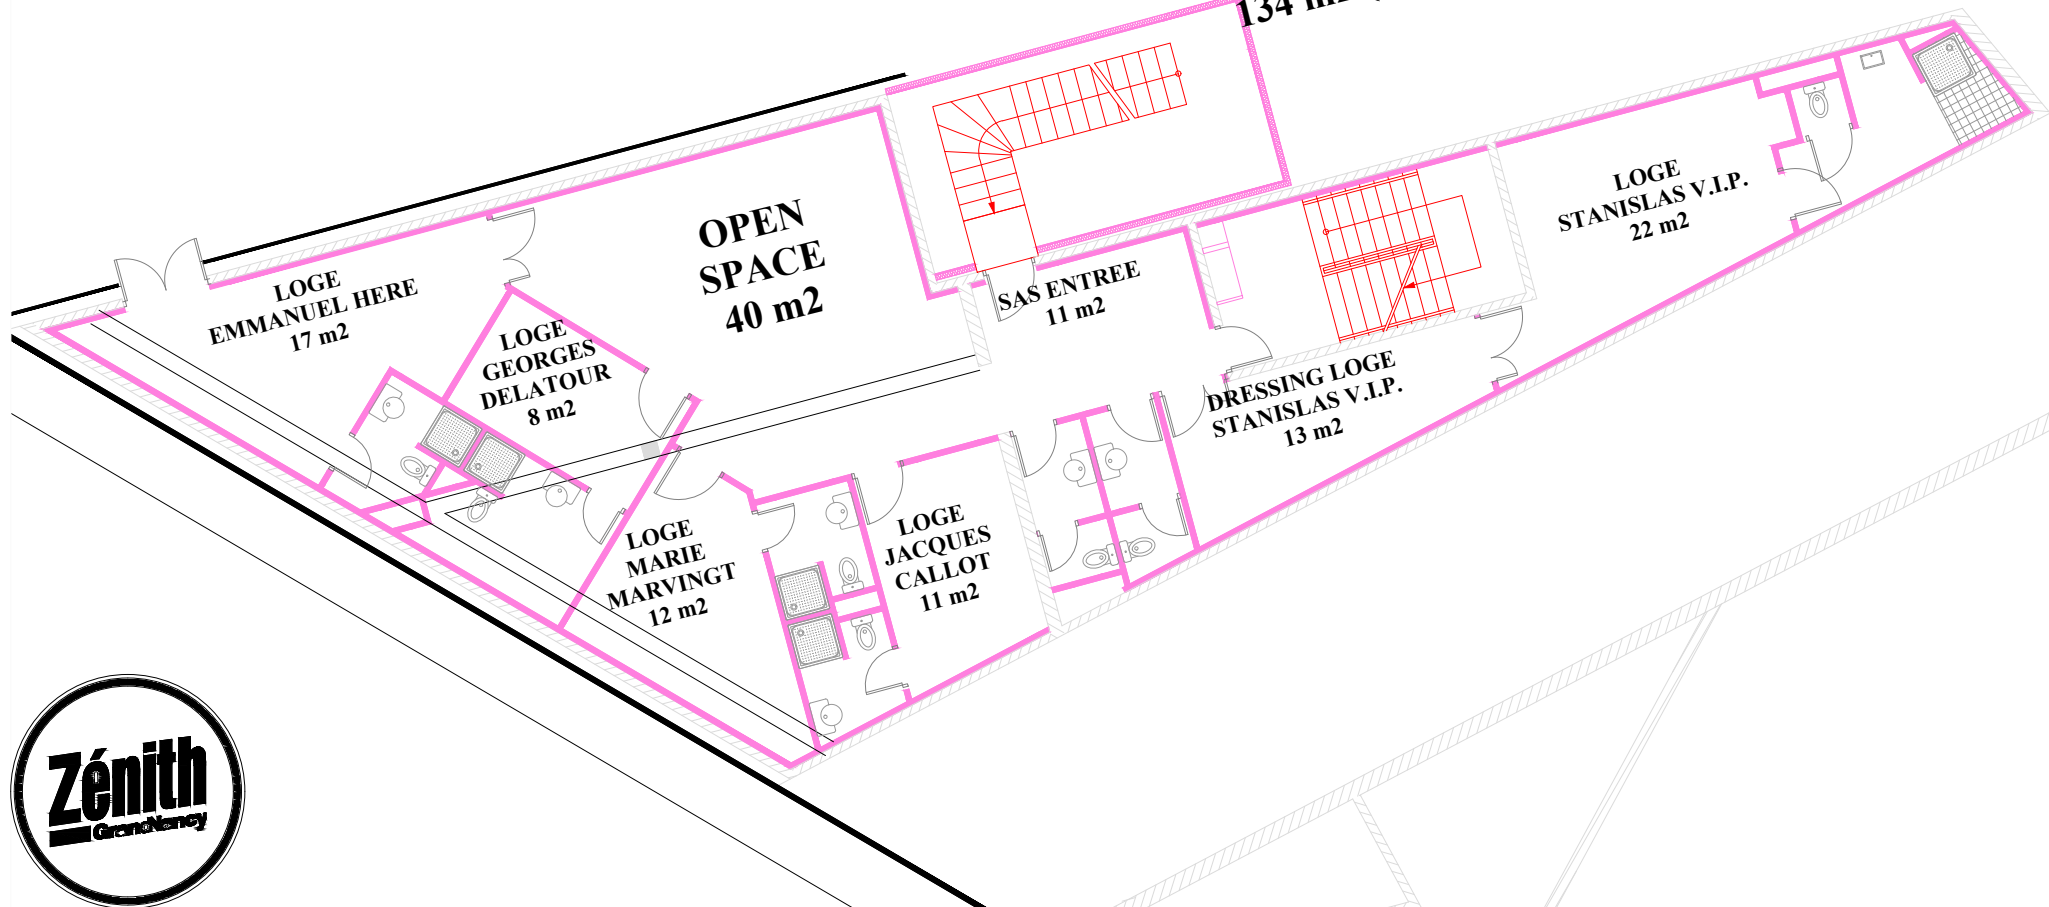 134 m2
LOGE
STANISLAS V.I.P.
22 m2
OPEN
SPACE
40 m2
SAS ENTREE
11 m2
LOGE
EMMANUEL HERE
17 m2
LOGE
GEORGES
DELATOUR
8 m2
DRESSING LOGE
STANISLAS V.I.P.
13 m2
LOGE
MARIE
MARVINGT
12 m2
LOGE
JACQUES
CALLOT
11 m2
Zénith
GrandNancy